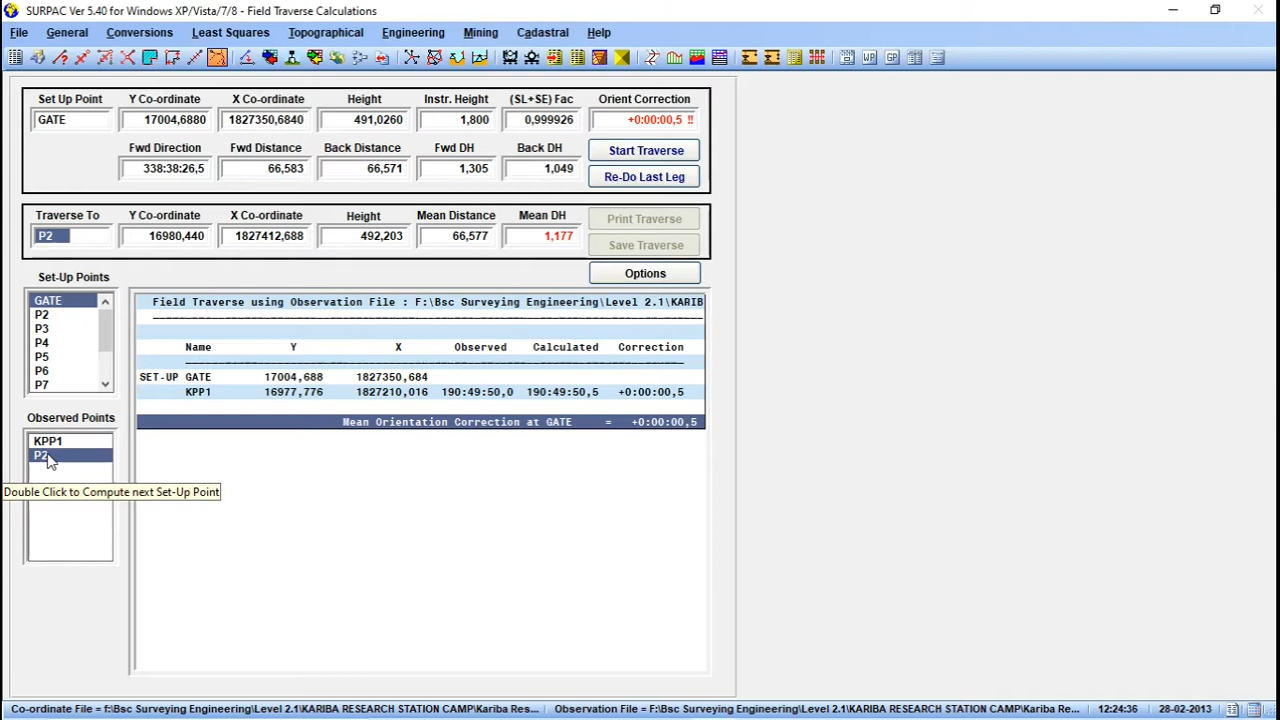 SURPAC Ver 5.40 for Windows XP/Vista/7/8 - Field Traverse Calculations
File General Conversions Least Squares Topographical Engineering Mining Cadastral Help
WP GP
Set Up Point Y Co-ordinate X Co-ordinate Height Instr. Height (SL+SE) Fac Orient Correction
GATE 17004,6880 1827350,6840 491,0260 1,800 0,999926 +0:00:00,5 !!
Fwd Direction Fwd Distance Back Distance Fwd DH Back DH Start Traverse
338:38:26,5 66,583 66,571 1,305 1,049 Re-Do Last Leg
Traverse To Y Co-ordinate X Co-ordinate Height Mean Distance Mean DH Print Traverse
P2 16980,440 1827412,688 492,203 66,577 1,177 Save Traverse
Set-Up Points Options
GATE
P2
P3
P4
P5
P6
P7
Observed Points
KPP1
P2
Double Click to Compute next Set-Up Point
Field Traverse using Observation File : F:\Bsc Surveying Engineering\Level 2.1\KARIB
Name Y X Observed Calculated Correction
SET-UP GATE 17004,688 1827350,684
KPP1 16977,776 1827210,016 190:49:50,0 190:49:50,5 +0:00:00,5
Mean Orientation Correction at GATE = +0:00:00,5
Co-ordinate File = f:\Bsc Surveying Engineering\Level 2.1\KARIBA RESEARCH STATION CAMP\Kariba Res... Observation File = F:\Bsc Surveying Engineering\Level 2.1\KARIBA RESEARCH STATION CAMP\Kariba Res... 12:24:36 28-02-2013